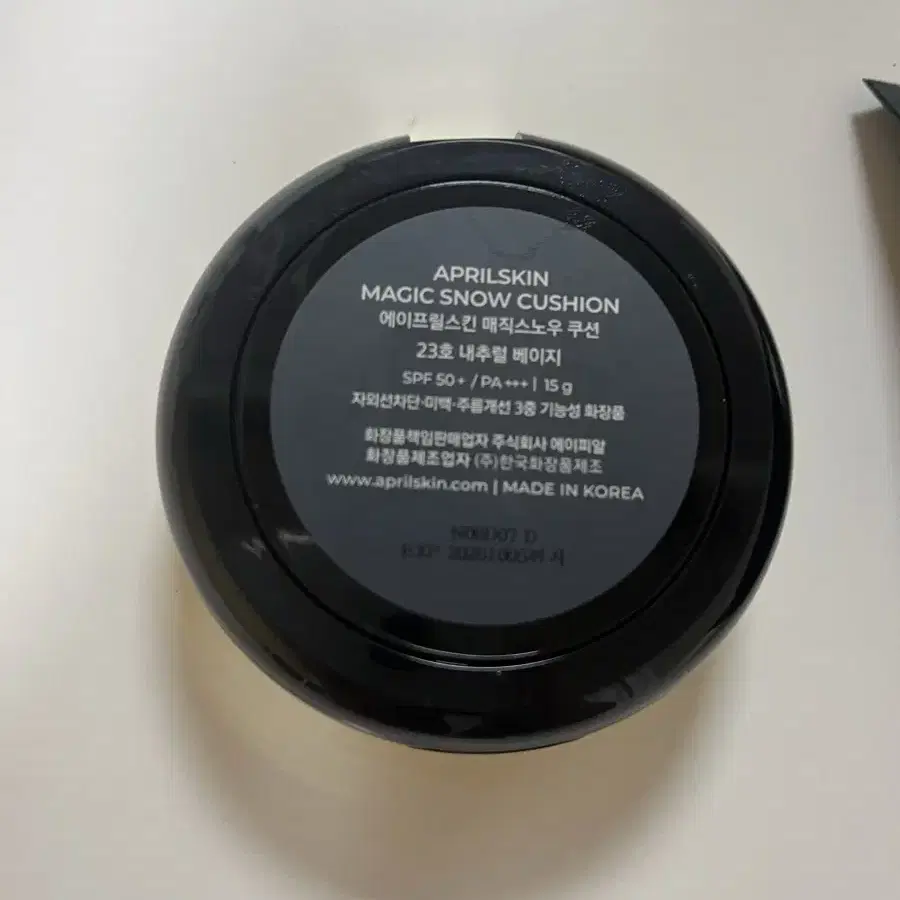 APRILSKIN
MAGIC SNOW CUSHION
에이프릴스킨 매직스노우 쿠션
23호 내추럴 베이지
SPF 50+ / PA +++ | 15 g
자외선차단·미백·주름개선 3중 기능성 화장품
화장품책임판매업자 주식회사 에이피알
화장품제조업자 (주)한국화장품제조
www.aprilskin.com | MADE IN KOREA